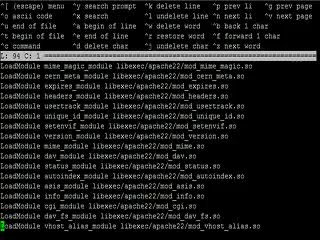 ^[ (escape) menu  ^y search prompt  ^k delete line  ^p prev li  ^g prev page
^o ascii code  ^x search  ^l undelete line  ^n next li  ^v next page
^u end of file  ^a begin of line  ^w delete word  ^b back 1 char
^t begin of file  ^e end of line  ^r restore word  ^f forward 1 char
^c command  ^d delete char  ^j undelete char  ^z next word
L: 94 C: 1
LoadModule mime_magic_module libexec/apache22/mod_mime_magic.so
LoadModule cern_meta_module libexec/apache22/mod_cern_meta.so
LoadModule expires_module libexec/apache22/mod_expires.so
LoadModule headers_module libexec/apache22/mod_headers.so
LoadModule usertrack_module libexec/apache22/mod_usertrack.so
LoadModule unique_id_module libexec/apache22/mod_unique_id.so
LoadModule setenvif_module libexec/apache22/mod_setenvif.so
LoadModule version_module libexec/apache22/mod_version.so
LoadModule mime_module libexec/apache22/mod_mime.so
LoadModule dav_module libexec/apache22/mod_dav.so
LoadModule status_module libexec/apache22/mod_status.so
LoadModule autoindex_module libexec/apache22/mod_autoindex.so
LoadModule asis_module libexec/apache22/mod_asis.so
LoadModule info_module libexec/apache22/mod_info.so
LoadModule cgi_module libexec/apache22/mod_cgi.so
LoadModule dav_fs_module libexec/apache22/mod_dav_fs.so
LoadModule vhost_alias_module libexec/apache22/mod_vhost_alias.so